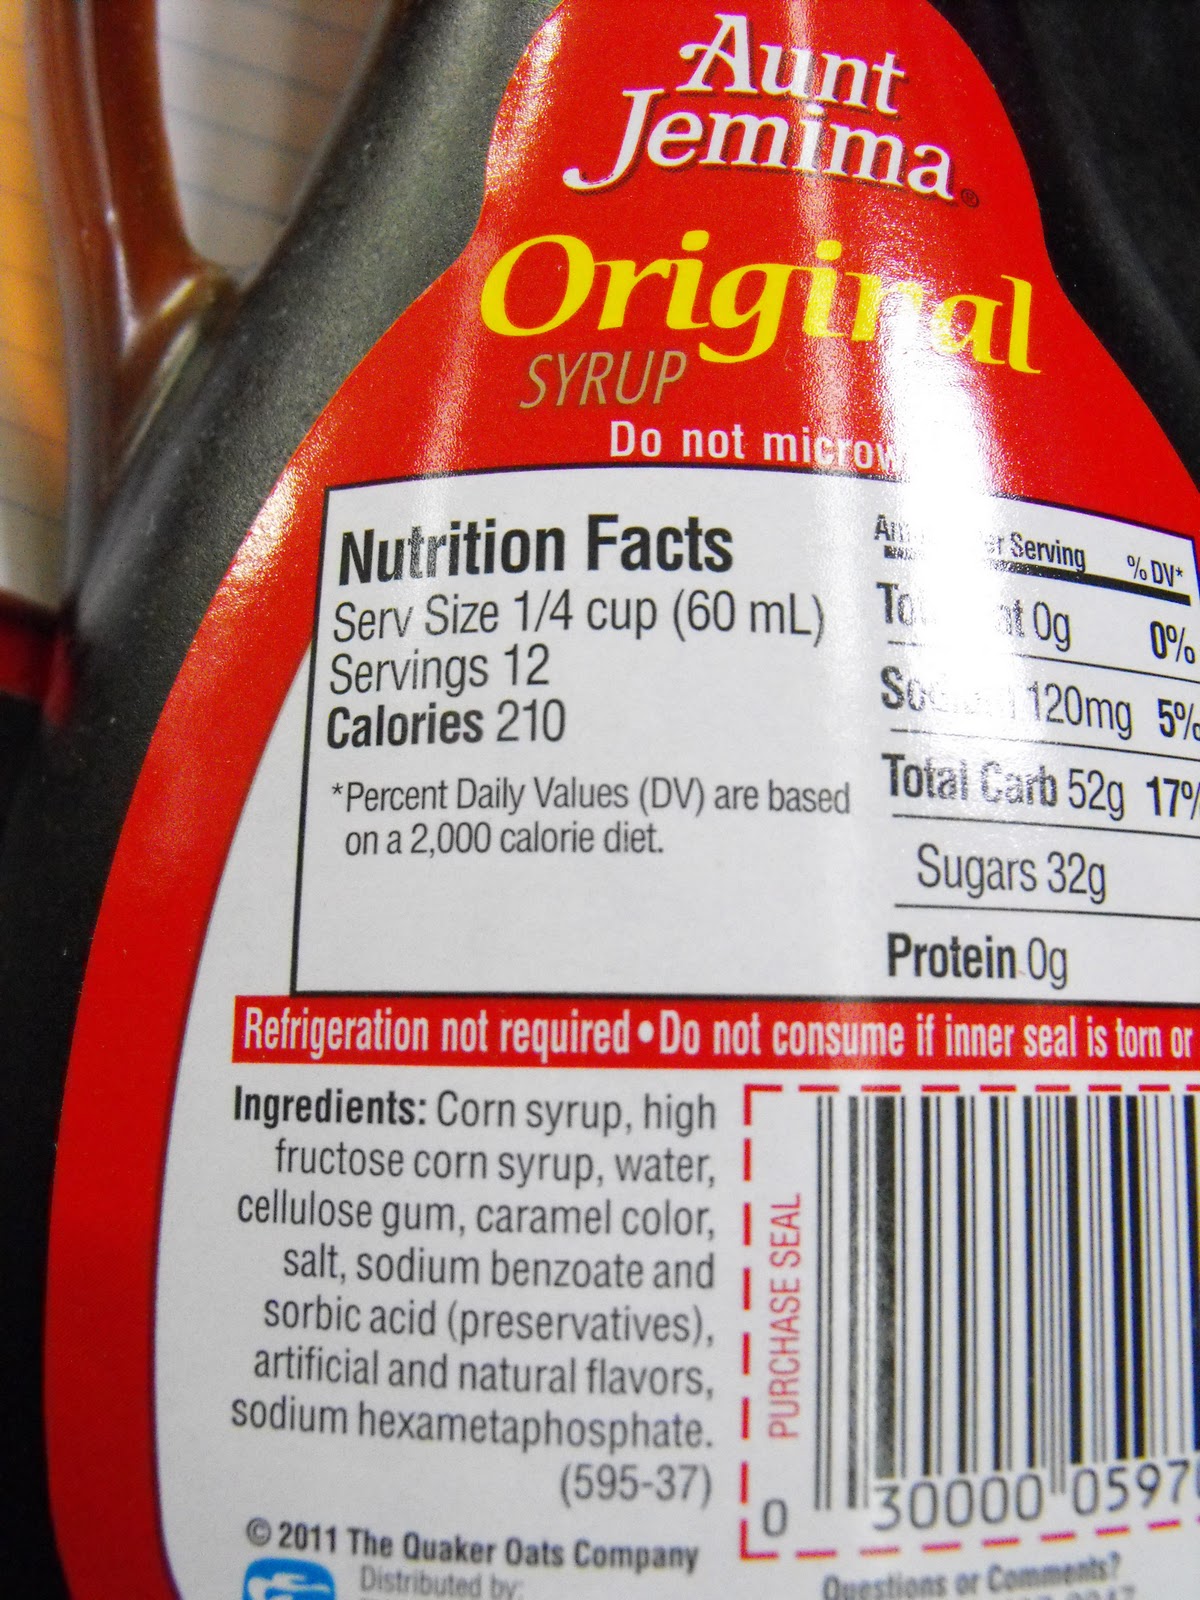 Aunt
Jemima®
Original
SYRUP
Do not
Nutrition Facts
Serv Size 1/4 cup (60 mL)
Servings 12
Calories 210
*Percent Daily Values (DV) are based
on a 2,000 calorie diet.
Serving % DV*
0g 0%
120mg 5%
Total Carb 52g 17%
Sugars 32g
Protein 0g
Refrigeration not required • Do not consume if inner seal is torn or
Ingredients: Corn syrup, high
fructose corn syrup, water,
cellulose gum, caramel color,
salt, sodium benzoate and
sorbic acid (preservatives),
artificial and natural flavors,
sodium hexametaphosphate.
(595-37)
PURCHASE SEAL
0 30000 0597
© 2011 The Quaker Oats Company
Distributed by:
Questions or Comments?